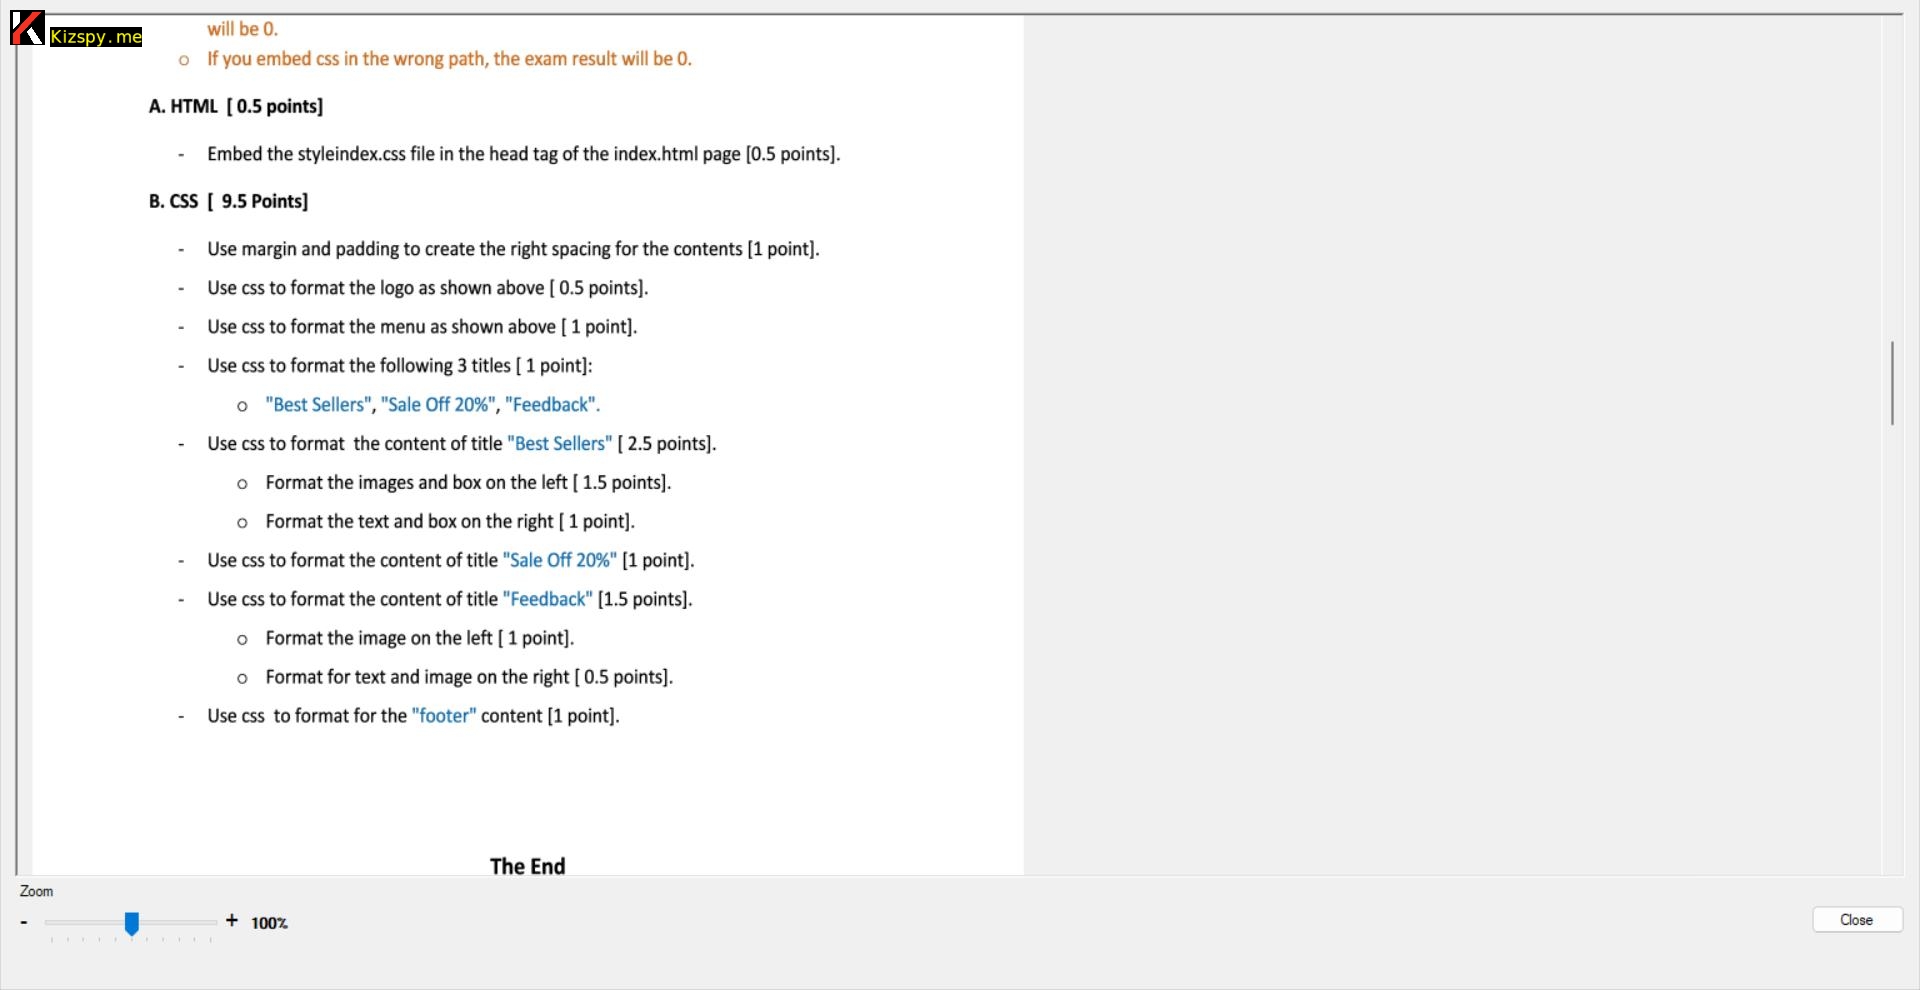 Kizspy.me
will be 0.
o If you embed css in the wrong path, the exam result will be 0.
A. HTML [ 0.5 points]
- Embed the styleindex.css file in the head tag of the index.html page [0.5 points].
B. CSS [ 9.5 Points]
- Use margin and padding to create the right spacing for the contents [1 point].
- Use css to format the logo as shown above [ 0.5 points].
- Use css to format the menu as shown above [ 1 point].
- Use css to format the following 3 titles [ 1 point]:
o "Best Sellers", "Sale Off 20%", "Feedback".
- Use css to format the content of title "Best Sellers" [ 2.5 points].
o Format the images and box on the left [ 1.5 points].
o Format the text and box on the right [ 1 point].
- Use css to format the content of title "Sale Off 20%" [1 point].
- Use css to format the content of title "Feedback" [1.5 points].
o Format the image on the left [ 1 point].
o Format for text and image on the right [ 0.5 points].
- Use css to format for the "footer" content [1 point].
The End
Zoom
- + 100%
Close